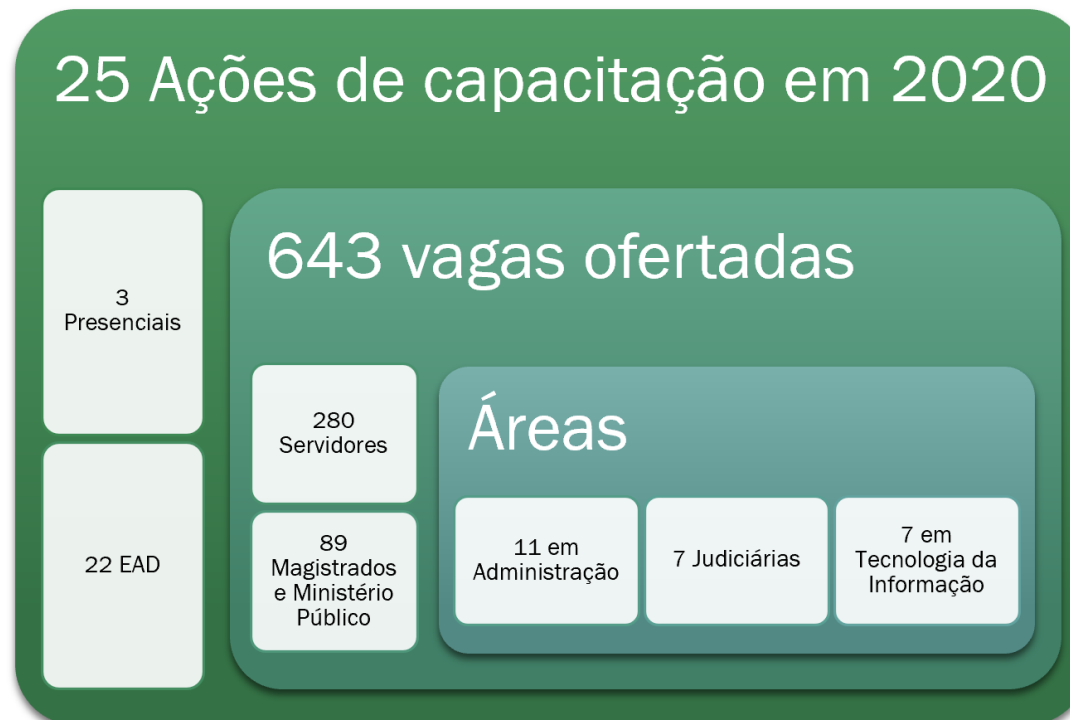 25 Ações de capacitação em 2020
3
Presenciais
22 EAD
643 vagas ofertadas
280
Servidores
89
Magistrados
e Ministério
Público
Áreas
11 em
Administração
7 Judiciárias
7 em
Tecnologia da
Informação